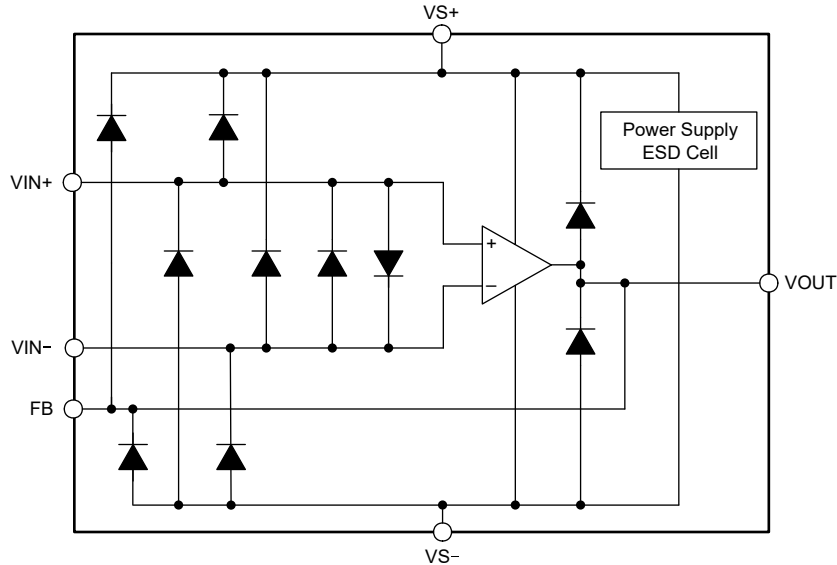 VS+
Power Supply
ESD Cell
VIN+
+
−
VOUT
VIN−
FB
VS−